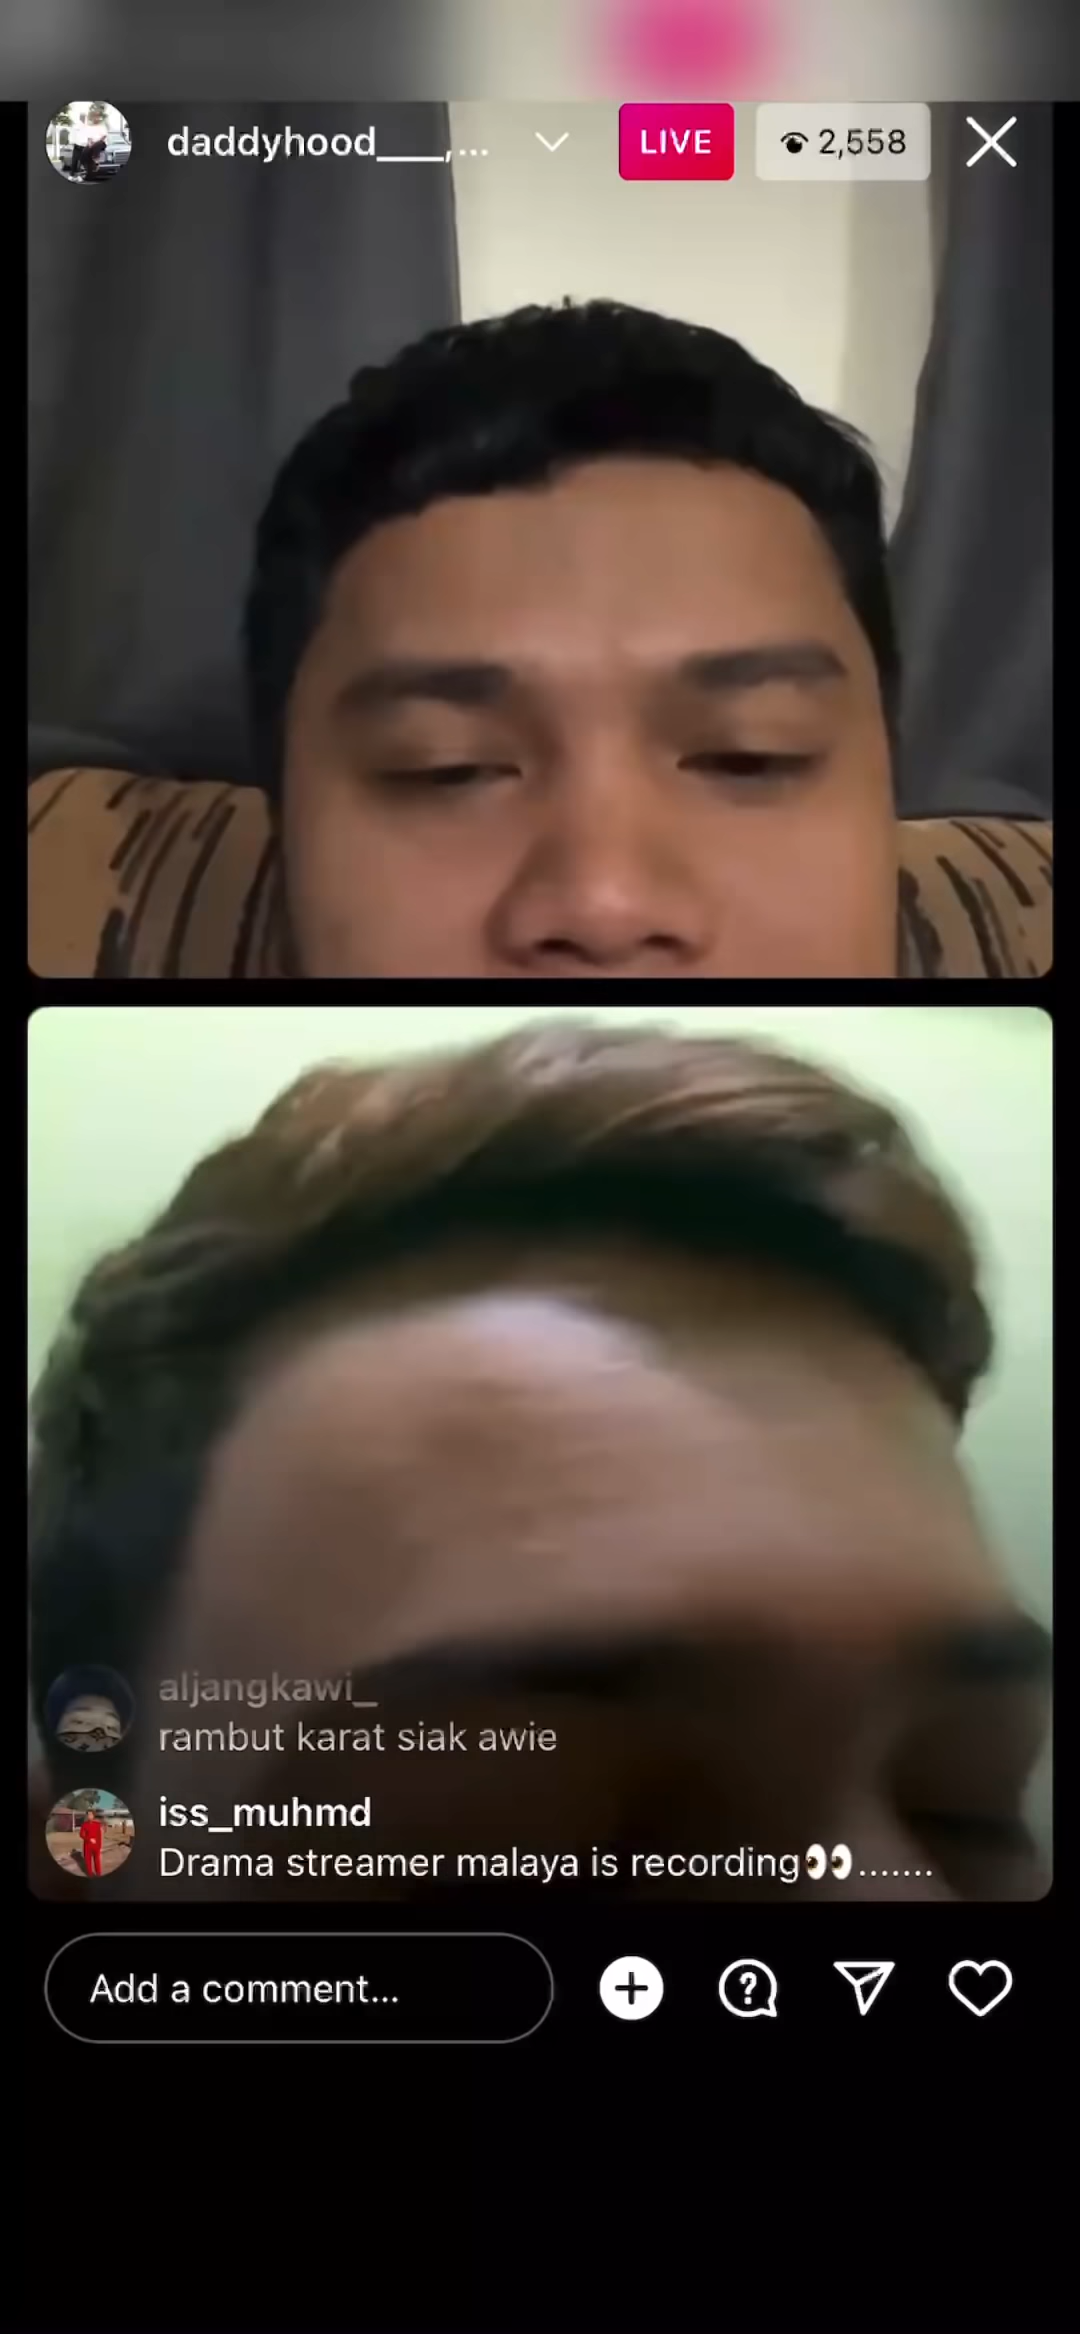 daddyhood___,...
LIVE
2,558
aljangkawi_
rambut karat siak awie
iss_muhmd
Drama streamer malaya is recording👀.......
Add a comment...